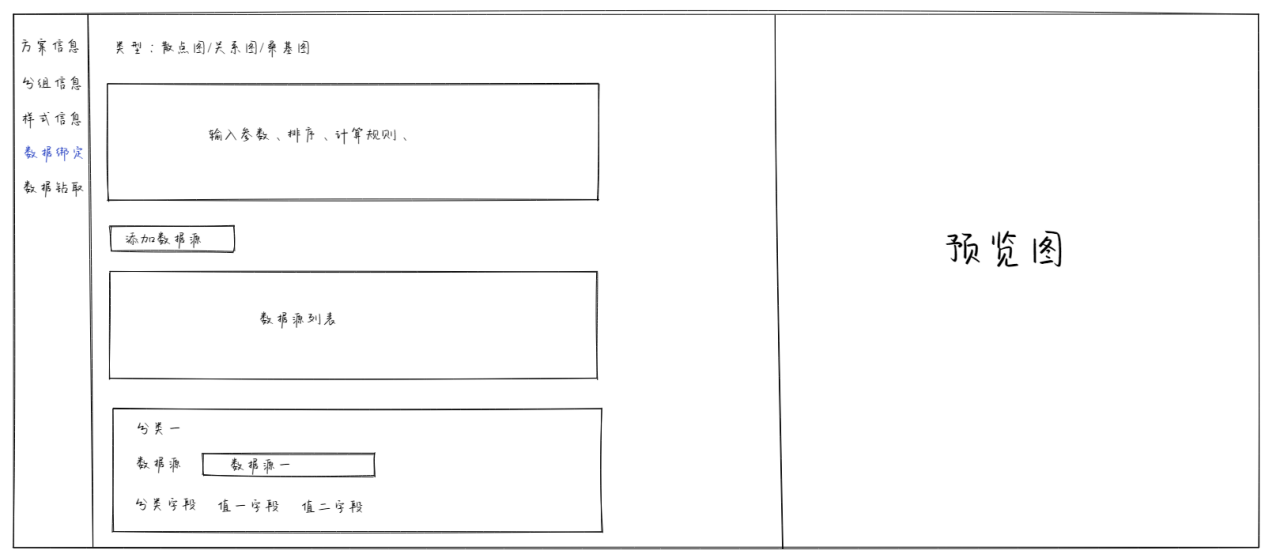 方案信息
分组信息
样式信息
数据绑定
数据钻取
类型：散点图/关系图/桑基图
输入参数、排序、计算规则、
添加数据源
数据源列表
分类一
数据源 数据源一
分类字段 值一字段 值二字段
预览图